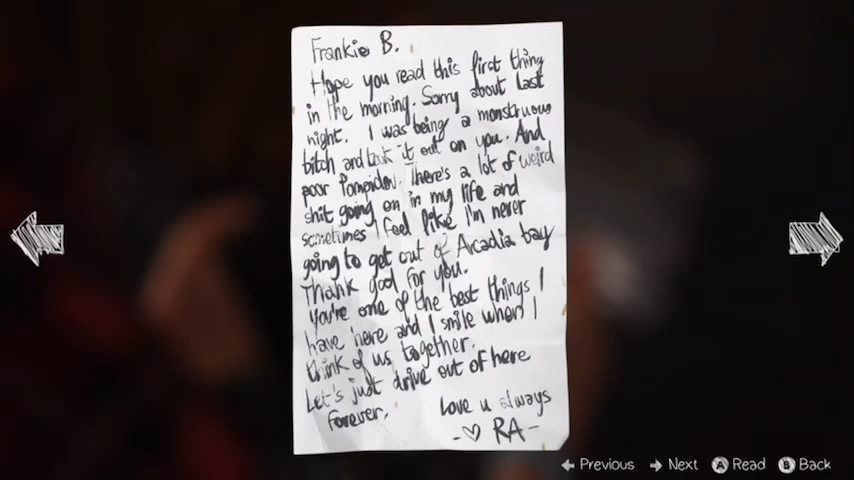 Frankie B.
Hope you read this first thing
in the morning. Sorry about last
night. I was being a monstruous
bitch and took it out on you. And
poor Pompidou. There's a lot of weird
shit going on in my life and
sometimes I feel like I'm never
going to get out of Arcadia bay
Thank god for you.
You're one of the best things I
have here and I smile when I
think of us together.
Let's just drive out of here
forever.
Love u always
-♡ RA-
Previous Next A Read B Back